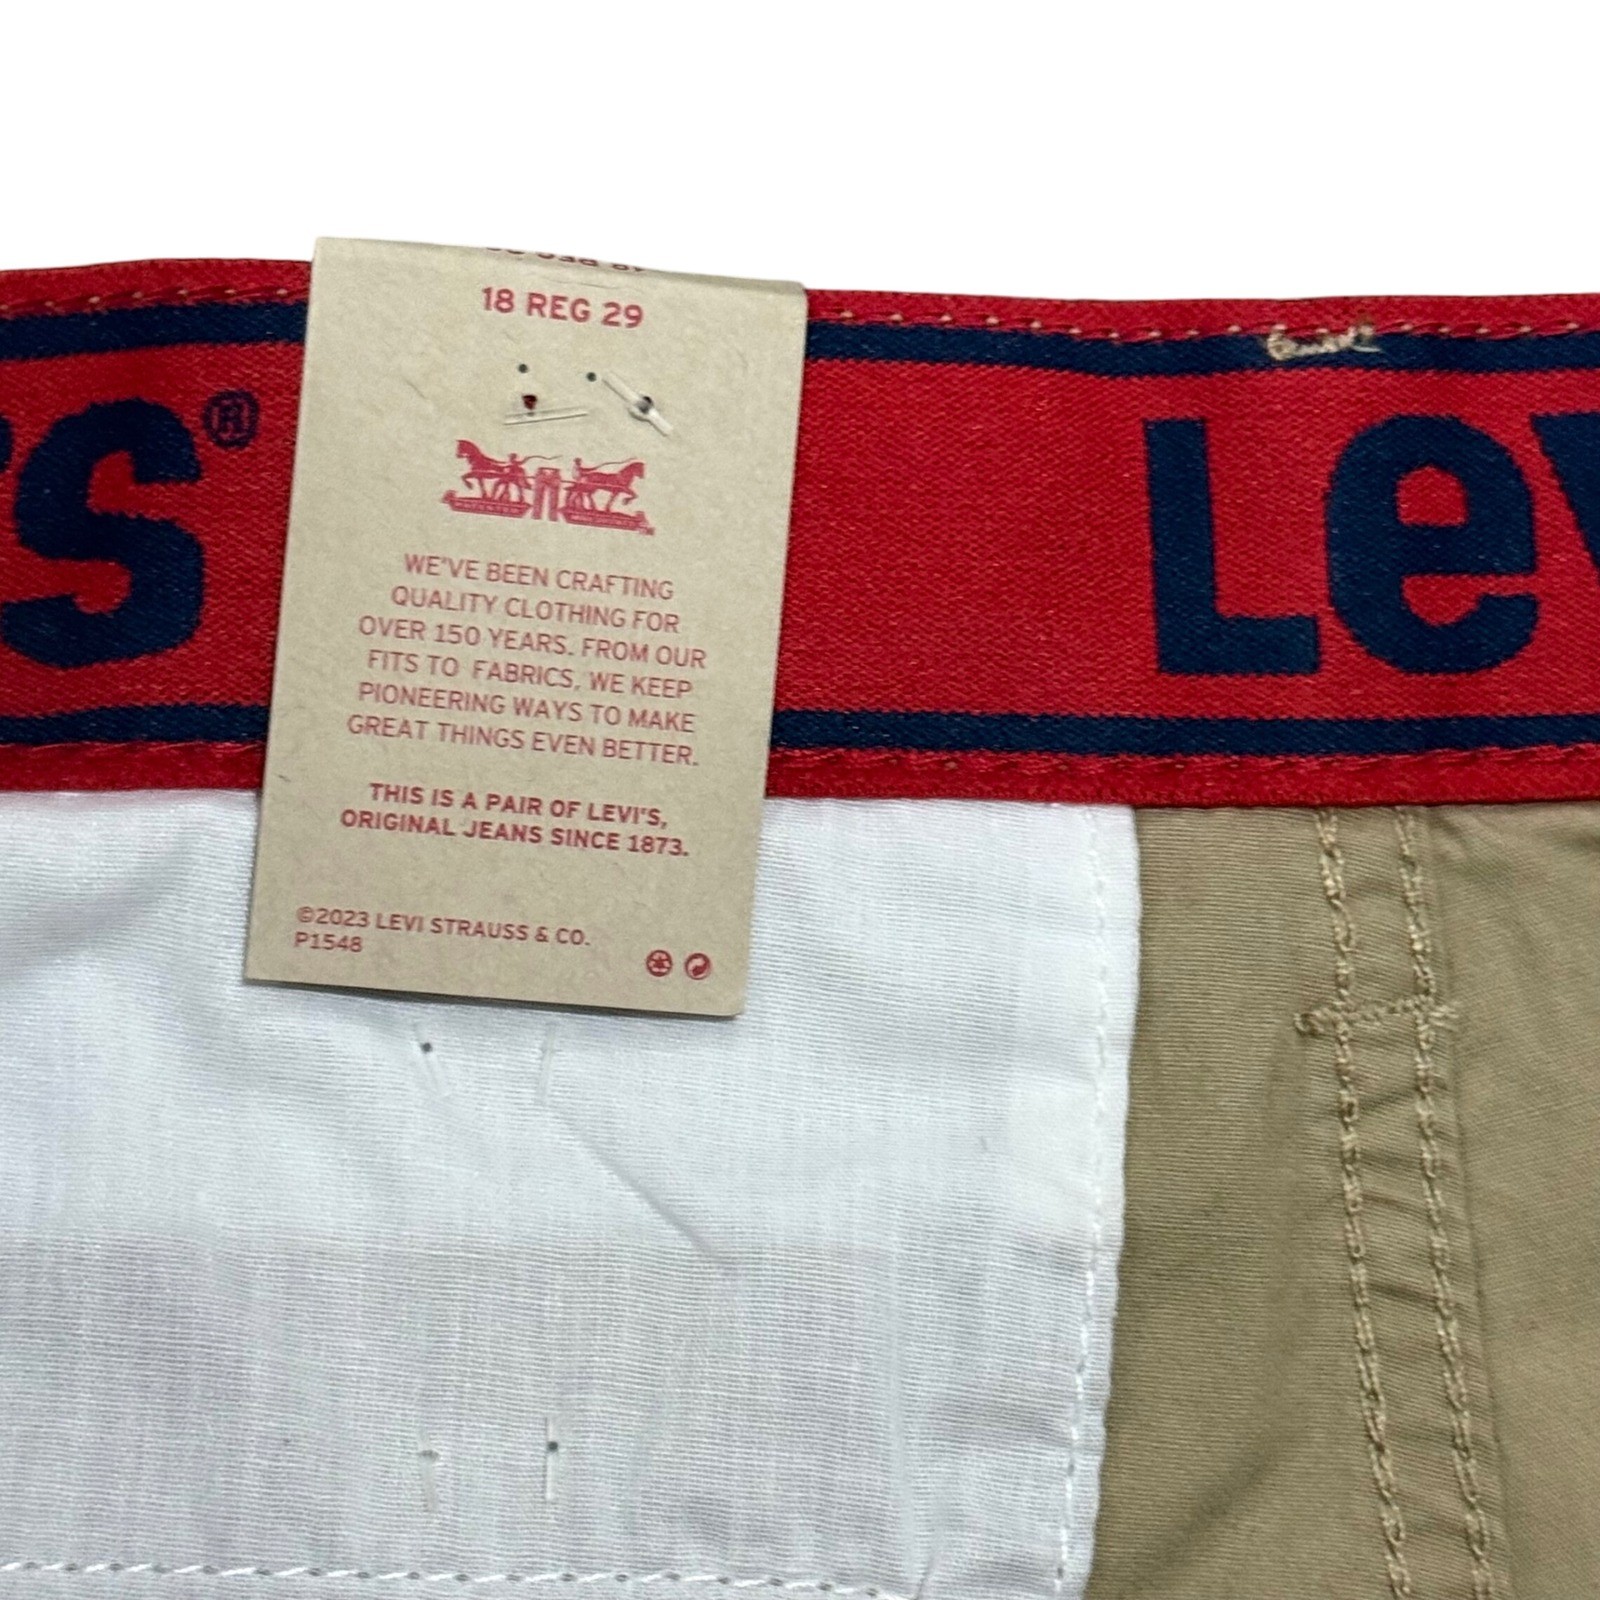 18 REG 29
's®
Lev
WE'VE BEEN CRAFTING
QUALITY CLOTHING FOR
OVER 150 YEARS. FROM OUR
FITS TO FABRICS, WE KEEP
PIONEERING WAYS TO MAKE
GREAT THINGS EVEN BETTER.
THIS IS A PAIR OF LEVI'S,
ORIGINAL JEANS SINCE 1873.
©2023 LEVI STRAUSS & CO.
P1548